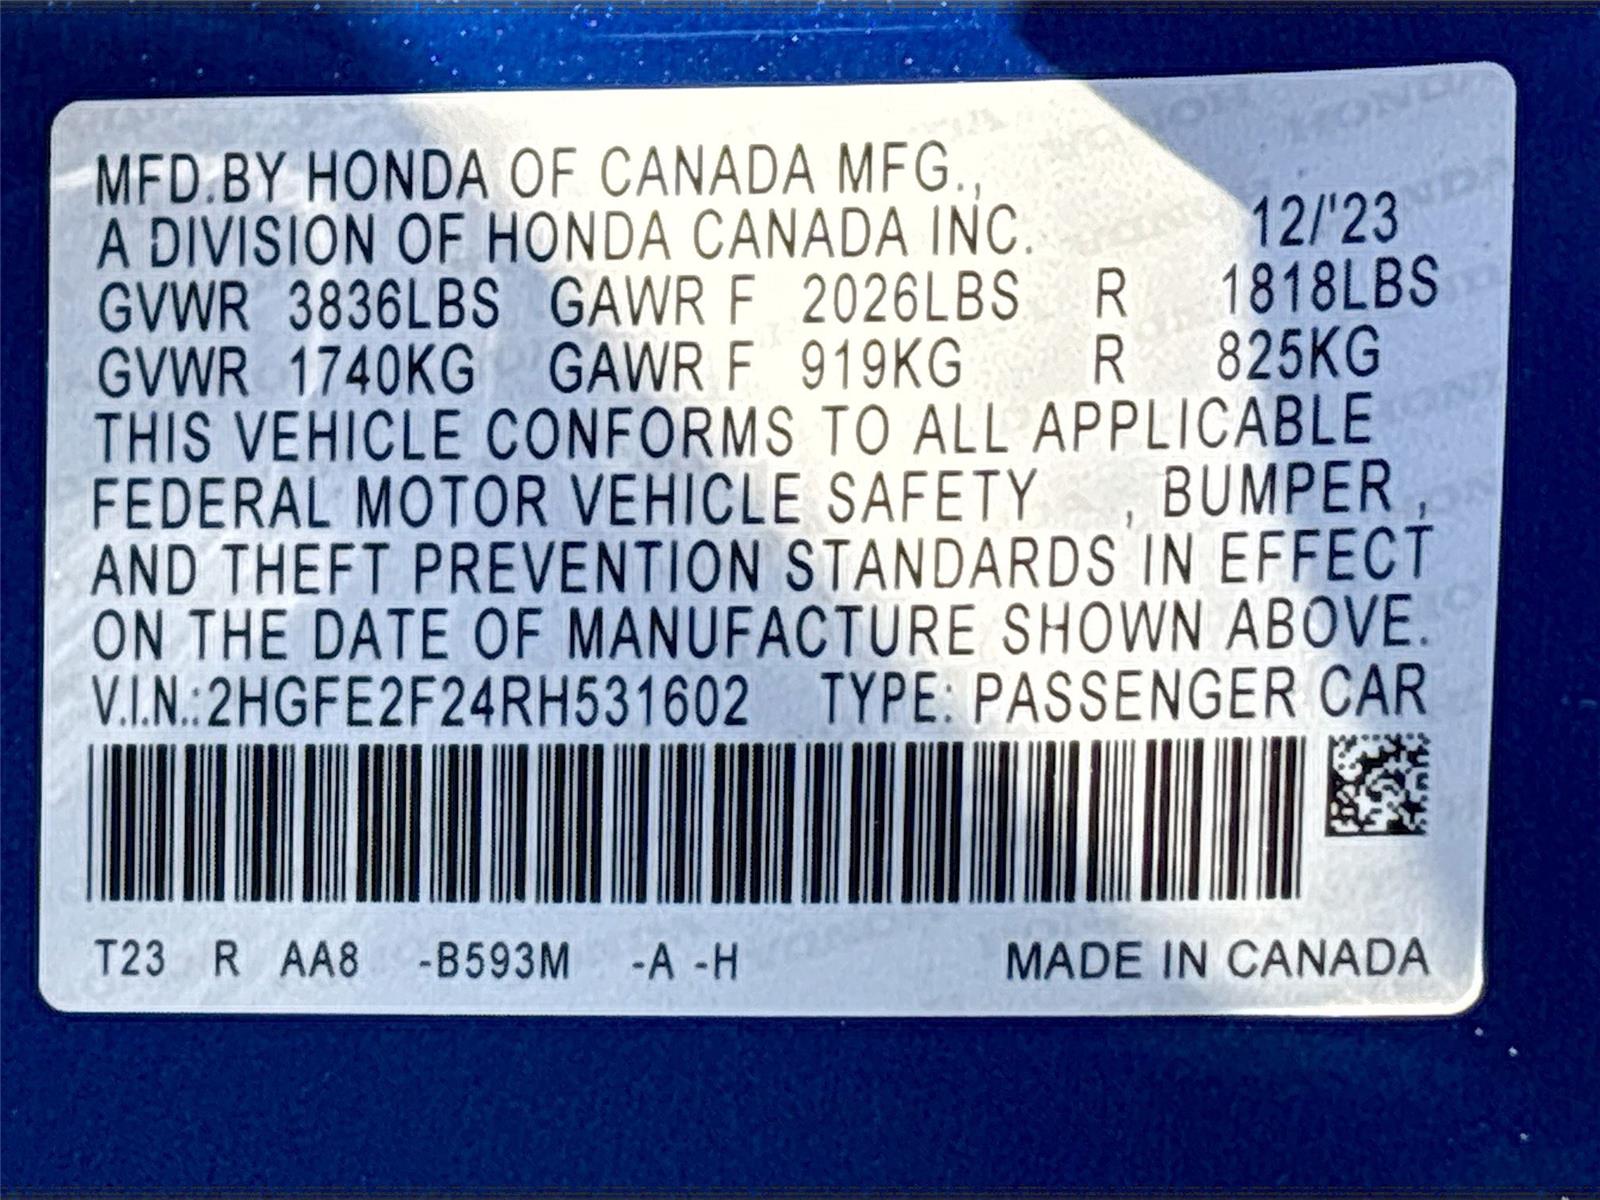 MFD.BY HONDA OF CANADA MFG.,
A DIVISION OF HONDA CANADA INC. 12/'23
GVWR 3836LBS GAWR F 2026LBS R 1818LBS
GVWR 1740KG GAWR F 919KG R 825KG
THIS VEHICLE CONFORMS TO ALL APPLICABLE
FEDERAL MOTOR VEHICLE SAFETY , BUMPER ,
AND THEFT PREVENTION STANDARDS IN EFFECT
ON THE DATE OF MANUFACTURE SHOWN ABOVE.
V.I.N.:2HGFE2F24RH531602 TYPE: PASSENGER CAR
T23 R AA8 -B593M -A -H MADE IN CANADA